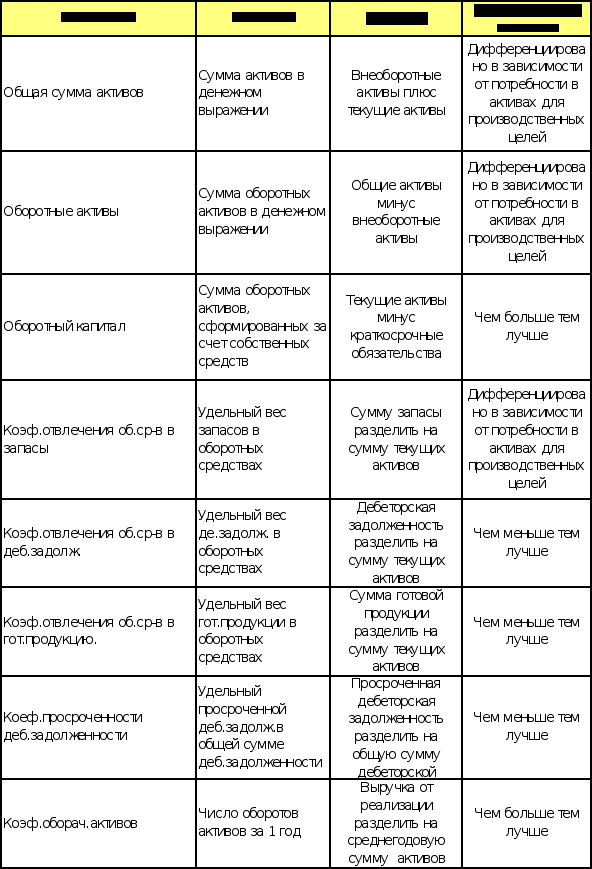 Общая сумма активов
Сумма активов в
денежном
выражении
Внеоборотные
активы плюс
текущие активы
Дифференциирова
но в зависимости
от потребности в
активах для
производственных
целей
Оборотные активы
Сумма оборотных
активов в денежном
выражении
Общие активы
минус
внеоборотные
активы
Дифференциирова
но в зависимости
от потребности в
активах для
производственных
целей
Оборотный капитал
Сумма оборотных
активов,
сформированных за
счет собственных
средств
Текущие активы
минус
краткосрочные
обязательства
Чем больше тем
лучше
Коэф.отвлечения об.ср-в в
запасы
Удельный вес
запасов в
оборотных
средствах
Сумму запасы
разделить на
сумму текущих
активов
Дифференциирова
но в зависимости
от потребности в
активах для
производственных
целей
Коэф.отвлечения об.ср-в в
деб.задолж.
Удельный вес
де.задолж. в
оборотных
средствах
Дебеторская
задолженность
разделить на
сумму текущих
активов
Чем меньше тем
лучше
Коэф.отвлечения об.ср-в в
гот.продукцию.
Удельный вес
гот.продукции в
оборотных
средствах
Сумма готовой
продукции
разделить на
сумму текущих
активов
Чем меньше тем
лучше
Коеф.просроченности
деб.задолженности
Удельный
просроченной
деб.задолж.в
общей сумме
деб.задолженности
Просроченная
дебеторская
задолженность
разделить на
общую сумму
дебеторской
Чем меньше тем
лучше
Коэф.оборач.активов
Число оборотов
активов за 1 год
Выручка от
реализации
разделить на
среднегодовую
сумму активов
Чем больше тем
лучше